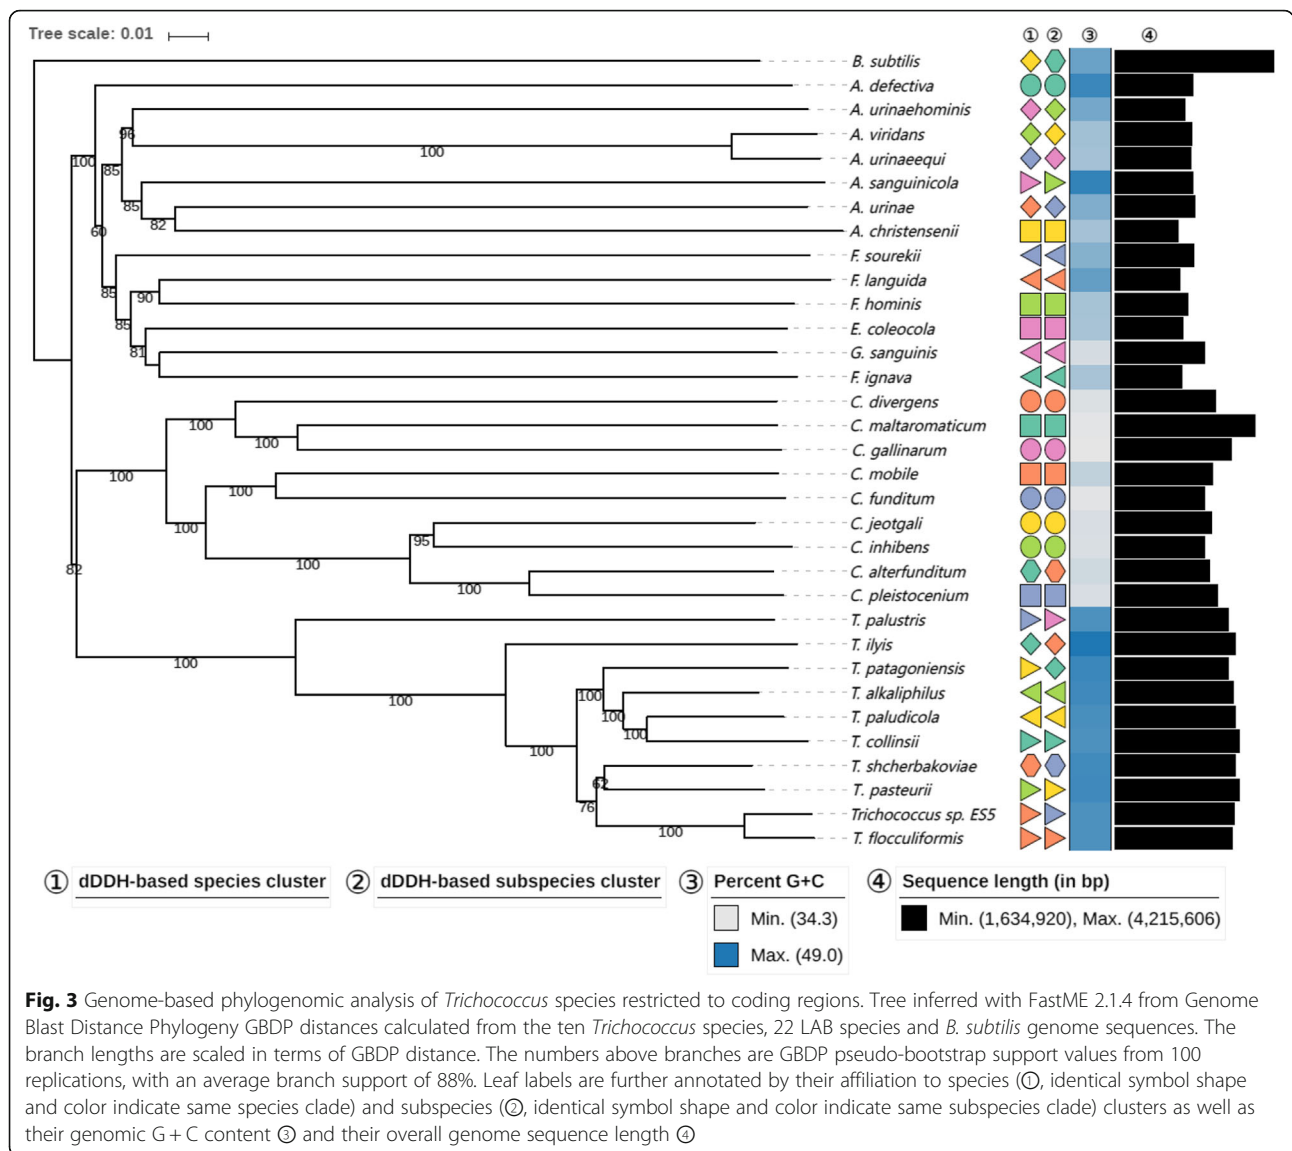 Tree scale: 0.01
① ② ③ ④
B. subtilis
A. defectiva
A. urinaehominis
A. viridans
A. urinaeequi
A. sanguinicola
A. urinae
A. christensenii
F. sourekii
F. languida
F. hominis
E. coleocola
G. sanguinis
F. ignava
C. divergens
C. maltaromaticum
C. gallinarum
C. mobile
C. funditum
C. jeotgali
C. inhibens
C. alterfunditum
C. pleistocenium
T. palustris
T. ilyis
T. patagoniensis
T. alkaliphilus
T. paludicola
T. collinsii
T. shcherbakoviae
T. pasteurii
Trichococcus sp. ES5
T. flocculiformis
96
100
100
85
85
82
60
85
90
85
81
100
100
100
100
100
95
100
100
82
100
100
100
100
100
100
62
76
100
① dDDH-based species cluster
② dDDH-based subspecies cluster
③ Percent G+C
Min. (34.3)
Max. (49.0)
④ Sequence length (in bp)
Min. (1,634,920), Max. (4,215,606)
Fig. 3 Genome-based phylogenomic analysis of Trichococcus species restricted to coding regions. Tree inferred with FastME 2.1.4 from Genome
Blast Distance Phylogeny GBDP distances calculated from the ten Trichococcus species, 22 LAB species and B. subtilis genome sequences. The
branch lengths are scaled in terms of GBDP distance. The numbers above branches are GBDP pseudo-bootstrap support values from 100
replications, with an average branch support of 88%. Leaf labels are further annotated by their affiliation to species (①, identical symbol shape
and color indicate same species clade) and subspecies (②, identical symbol shape and color indicate same subspecies clade) clusters as well as
their genomic G + C content ③ and their overall genome sequence length ④